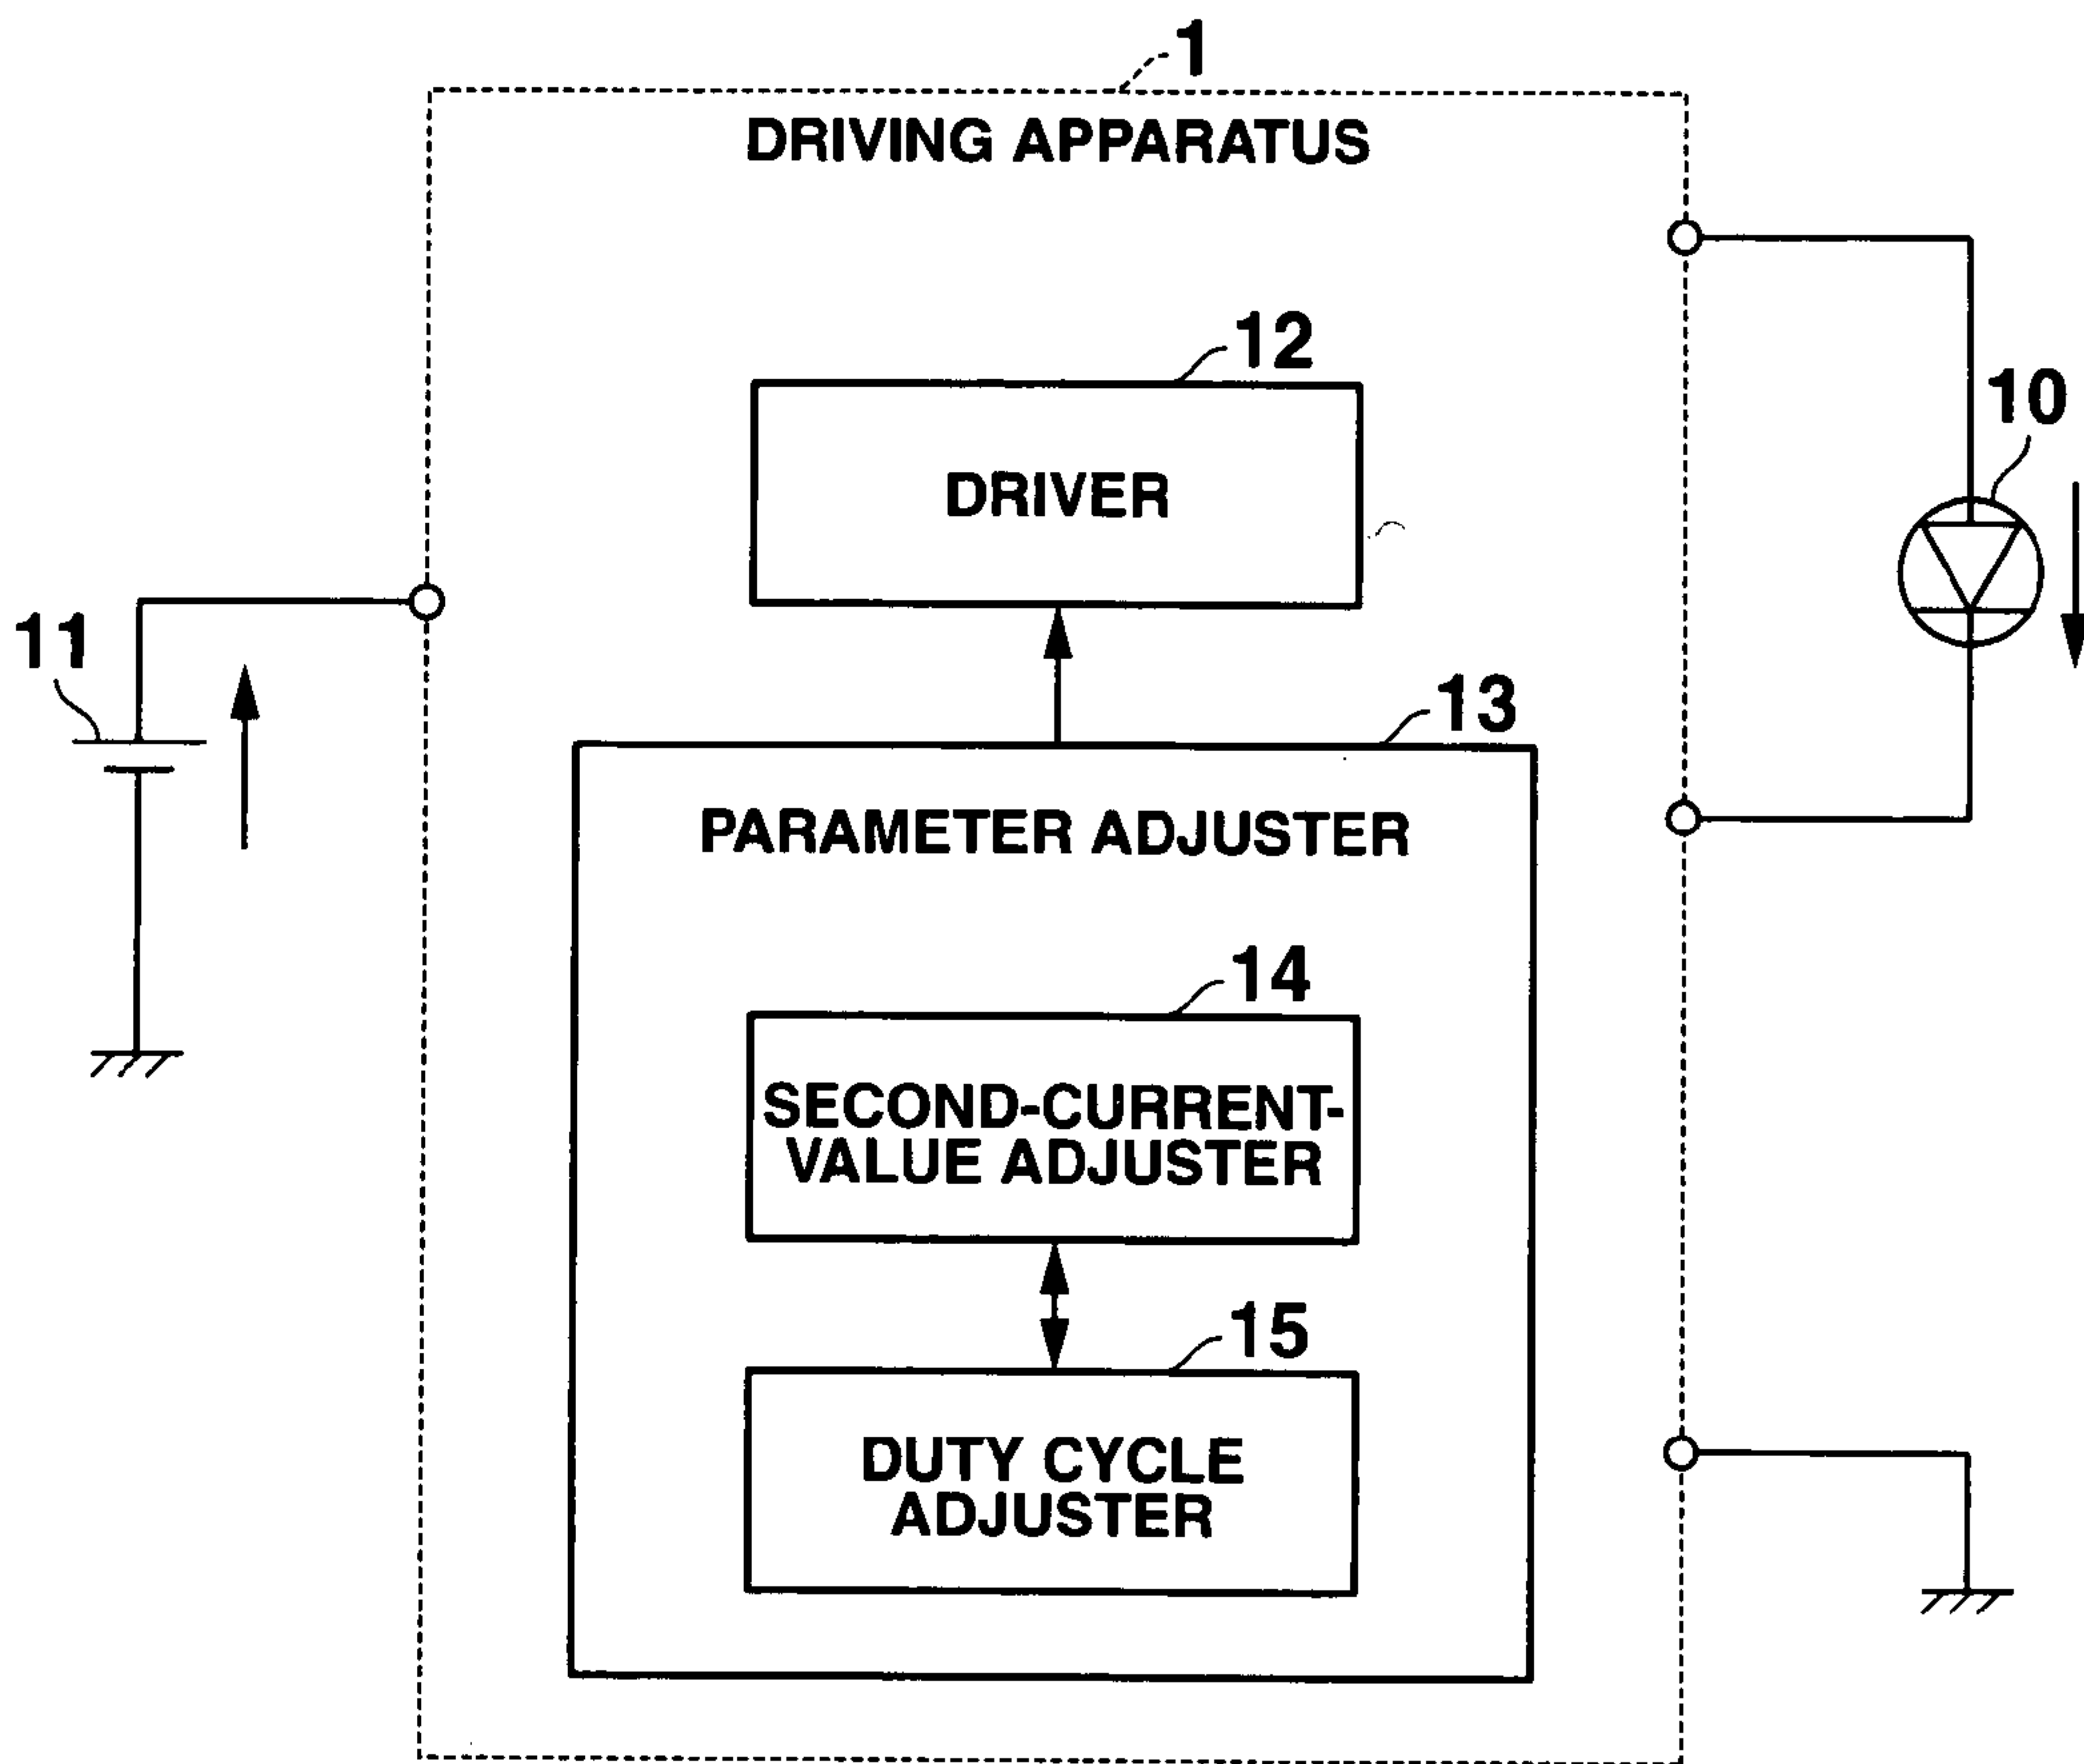 1
DRIVING APPARATUS
12
DRIVER
10
11
13
PARAMETER ADJUSTER
14
SECOND-CURRENT-
VALUE ADJUSTER
15
DUTY CYCLE
ADJUSTER